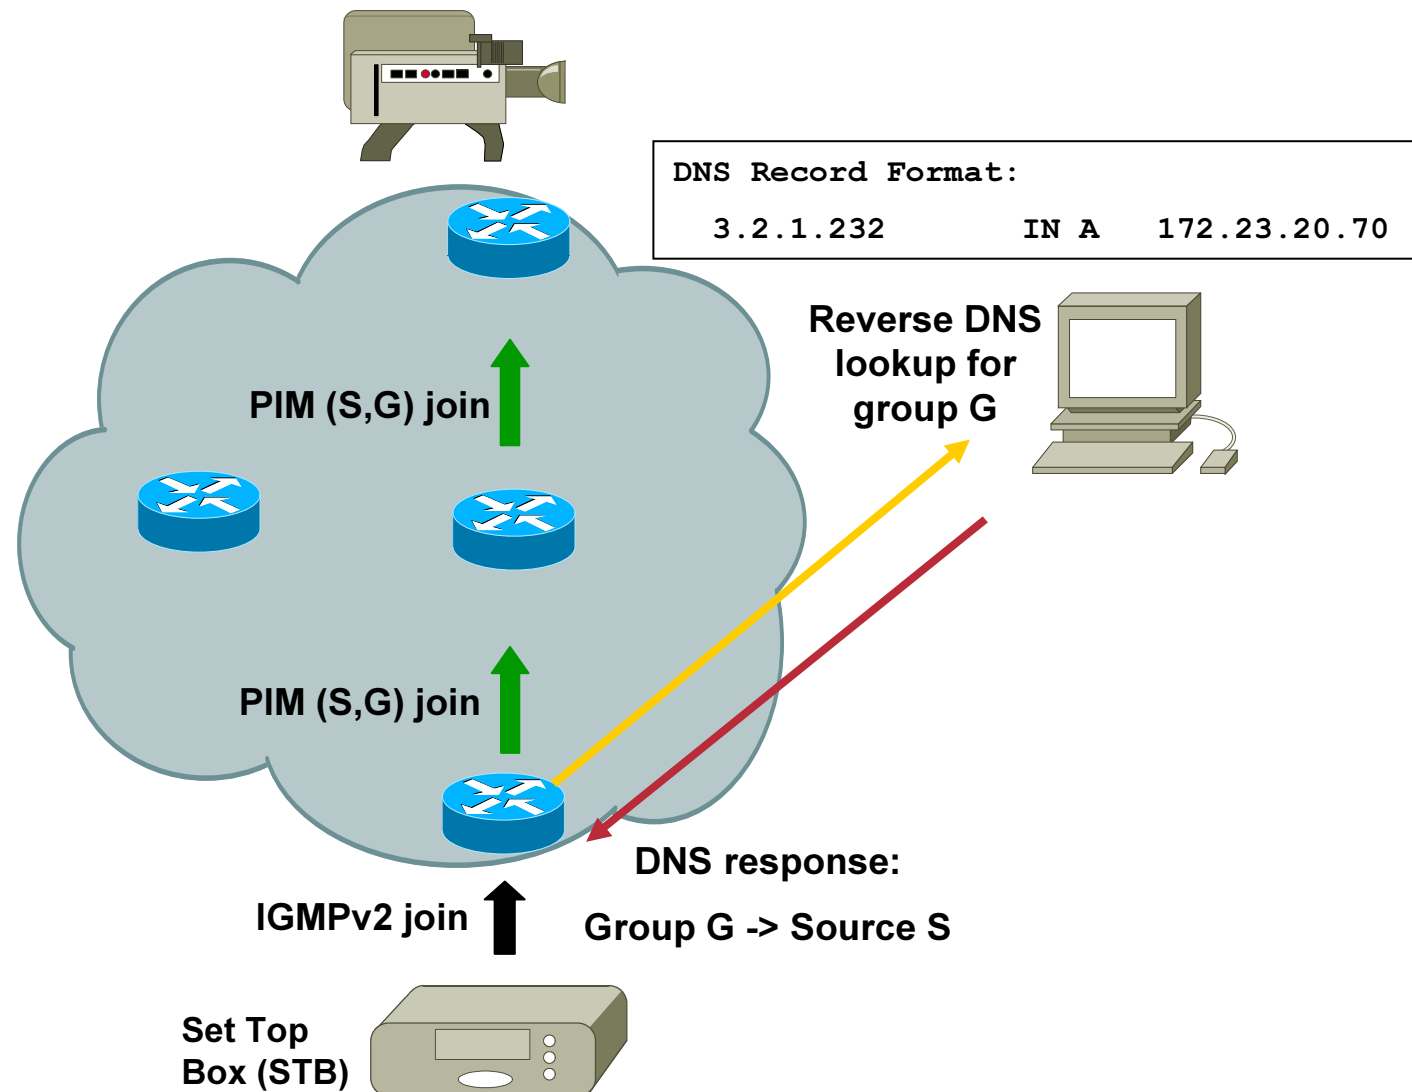 DNS Record Format:
3.2.1.232 IN A 172.23.20.70
Reverse DNS
lookup for
group G
PIM (S,G) join
PIM (S,G) join
DNS response:
IGMPv2 join
Group G -> Source S
Set Top
Box (STB)